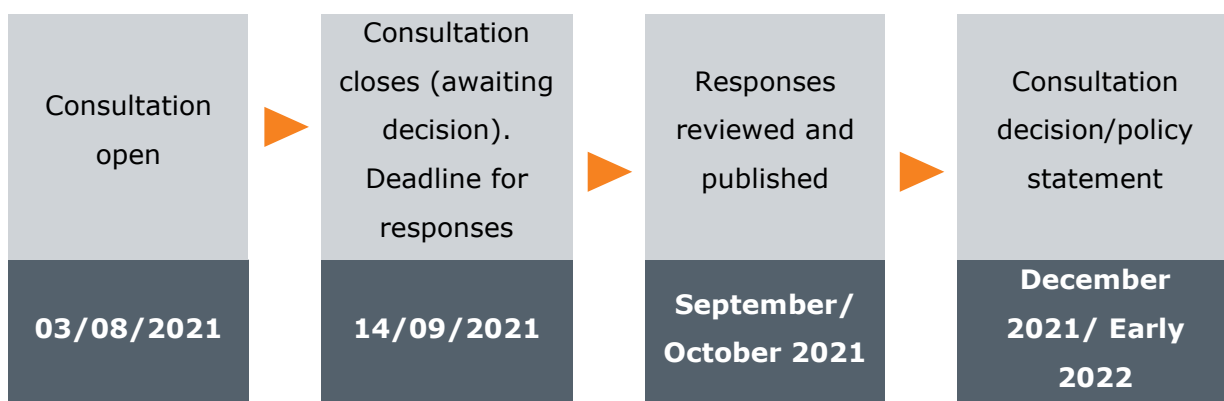 Consultation
open
03/08/2021
Consultation
closes (awaiting
decision).
Deadline for
responses
14/09/2021
Responses
reviewed and
published
September/
October 2021
Consultation
decision/policy
statement
December
2021/ Early
2022